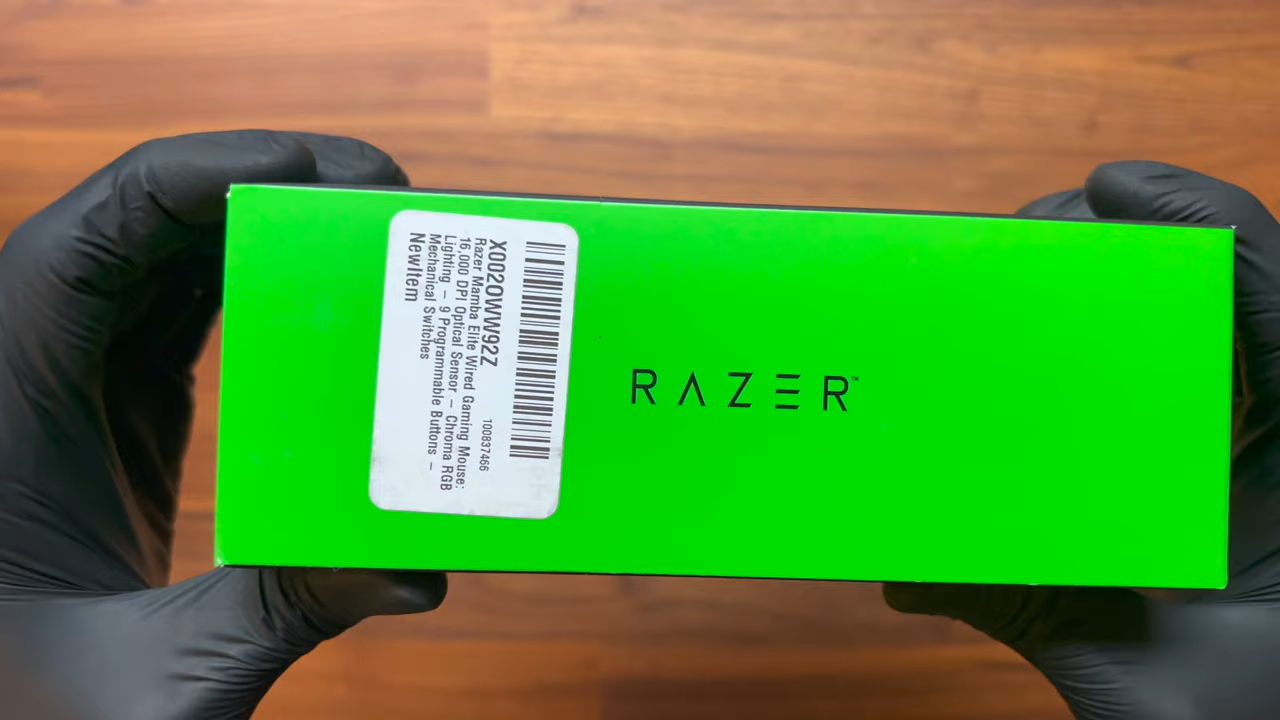 X002OWW92Z
100837466
Razer Mamba Elite Wired Gaming Mouse:
16,000 DPI Optical Sensor – Chroma RGB
Lighting – 9 Programmable Buttons –
Mechanical Switches
NewItem
RAZER™